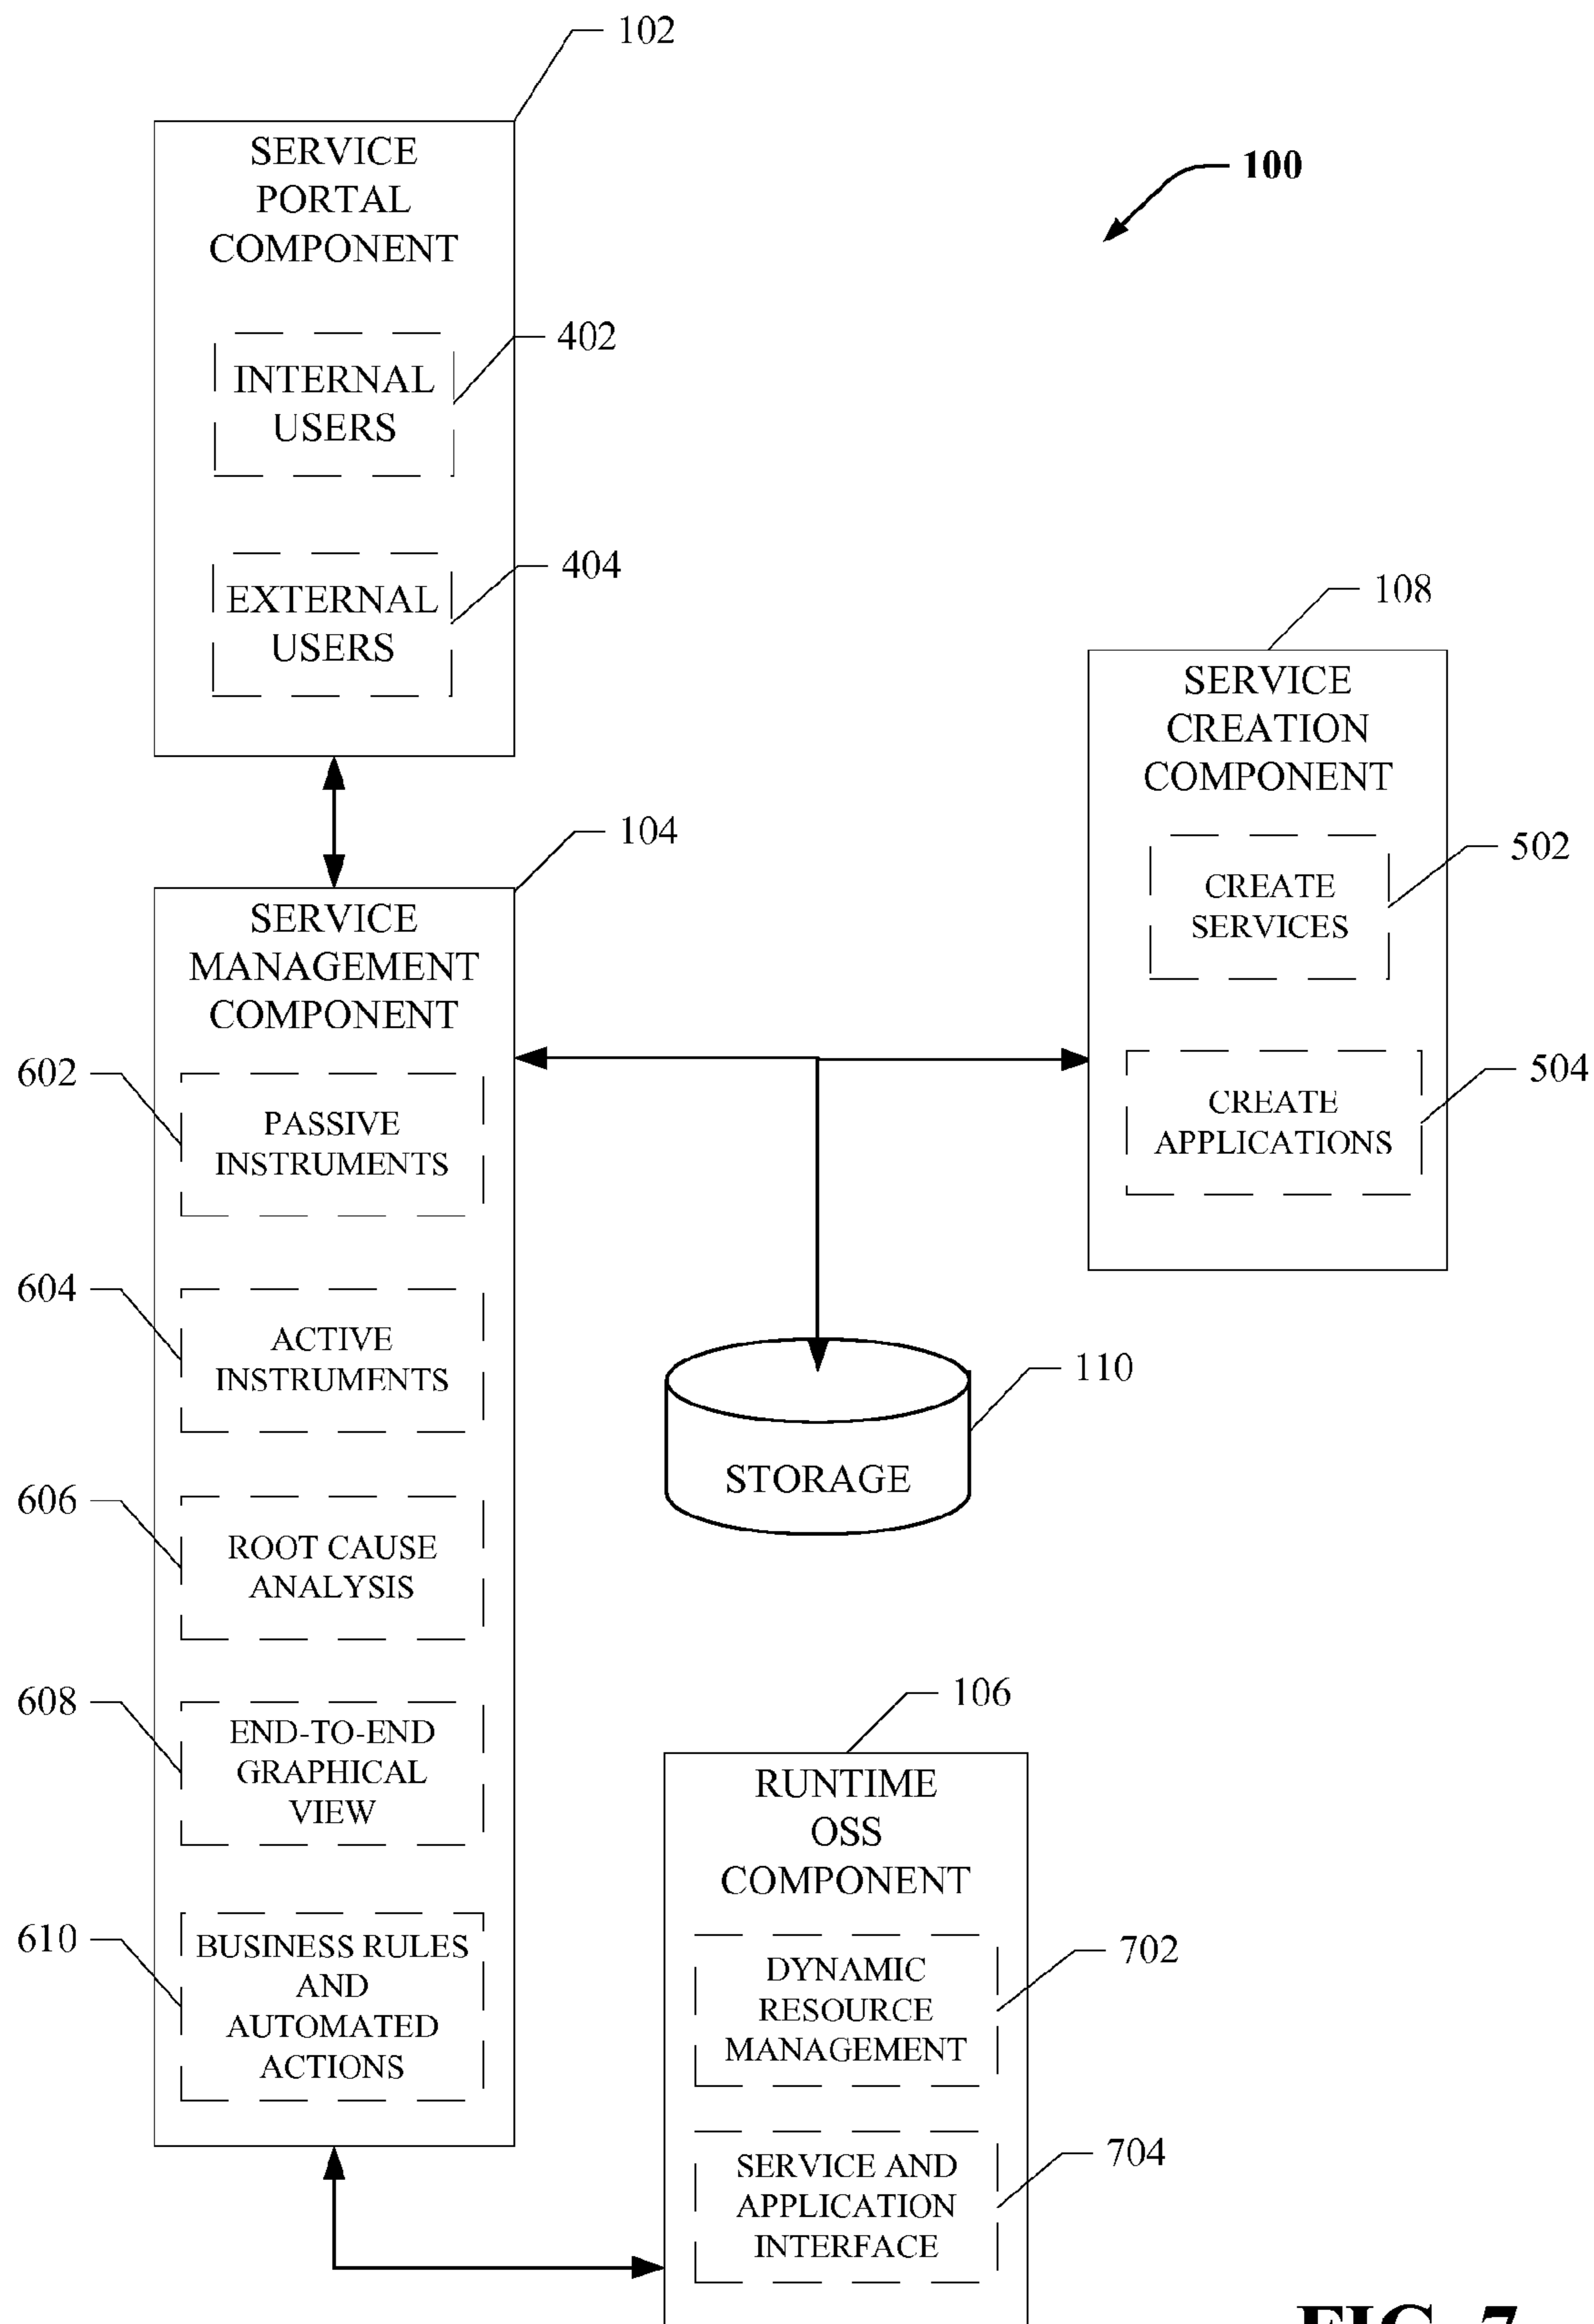 102
SERVICE
PORTAL
COMPONENT
100
INTERNAL
USERS
402
EXTERNAL
USERS
404
108
SERVICE
CREATION
COMPONENT
CREATE
SERVICES
502
CREATE
APPLICATIONS
504
104
SERVICE
MANAGEMENT
COMPONENT
602
PASSIVE
INSTRUMENTS
604
ACTIVE
INSTRUMENTS
110
STORAGE
606
ROOT CAUSE
ANALYSIS
608
END-TO-END
GRAPHICAL
VIEW
610
BUSINESS RULES
AND
AUTOMATED
ACTIONS
106
RUNTIME
OSS
COMPONENT
DYNAMIC
RESOURCE
MANAGEMENT
702
SERVICE AND
APPLICATION
INTERFACE
704
FIG. 7